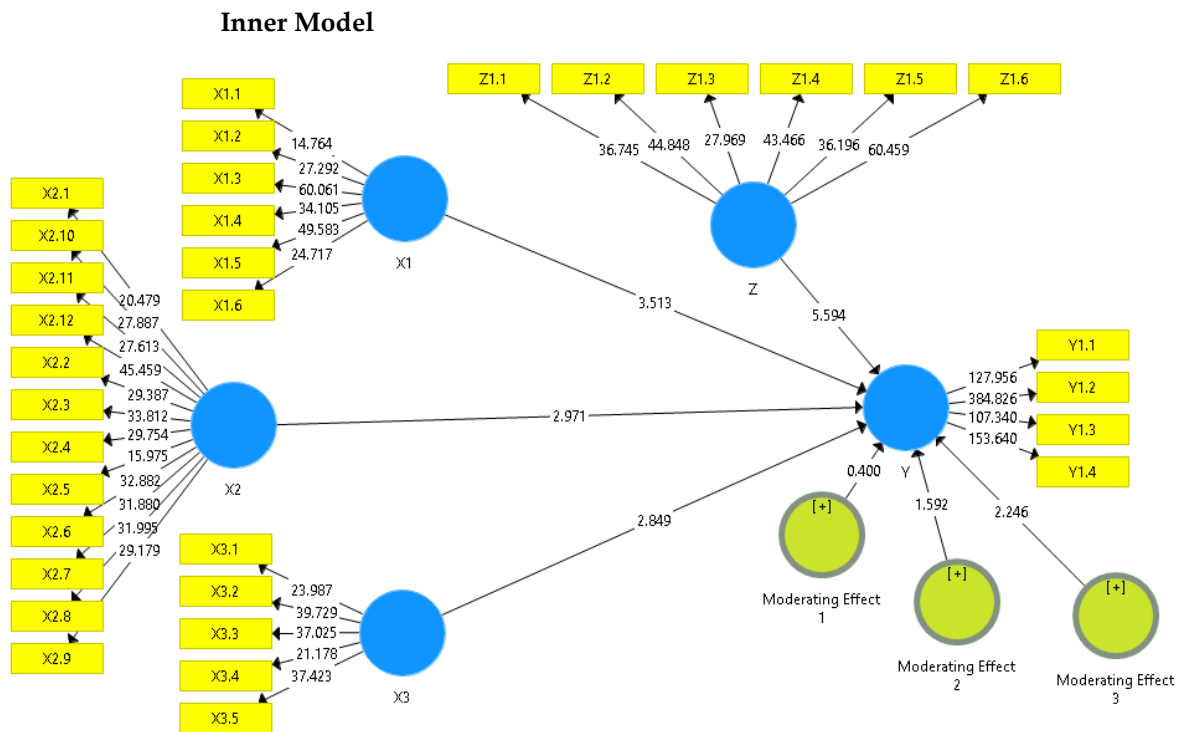 Inner Model
Z1.1
Z1.2
Z1.3
Z1.4
Z1.5
Z1.6
36.745
44.848
27.969
43.466
36.196
60.459
Z
5.594
X1.1
X1.2
X1.3
X1.4
X1.5
X1.6
14.764
27.292
60.061
34.105
49.583
24.717
X1
3.513
X2.1
X2.10
X2.11
X2.12
X2.2
X2.3
X2.4
X2.5
X2.6
X2.7
X2.8
X2.9
20.479
27.887
27.613
45.459
29.387
33.812
29.754
15.975
32.882
31.880
31.995
29.179
X2
2.971
X3.1
X3.2
X3.3
X3.4
X3.5
23.987
39.729
37.025
21.178
37.423
X3
2.849
Y
127.956
384.826
107.340
153.640
Y1.1
Y1.2
Y1.3
Y1.4
0.400
1.592
2.246
[+]
Moderating Effect
1
[+]
Moderating Effect
2
[+]
Moderating Effect
3